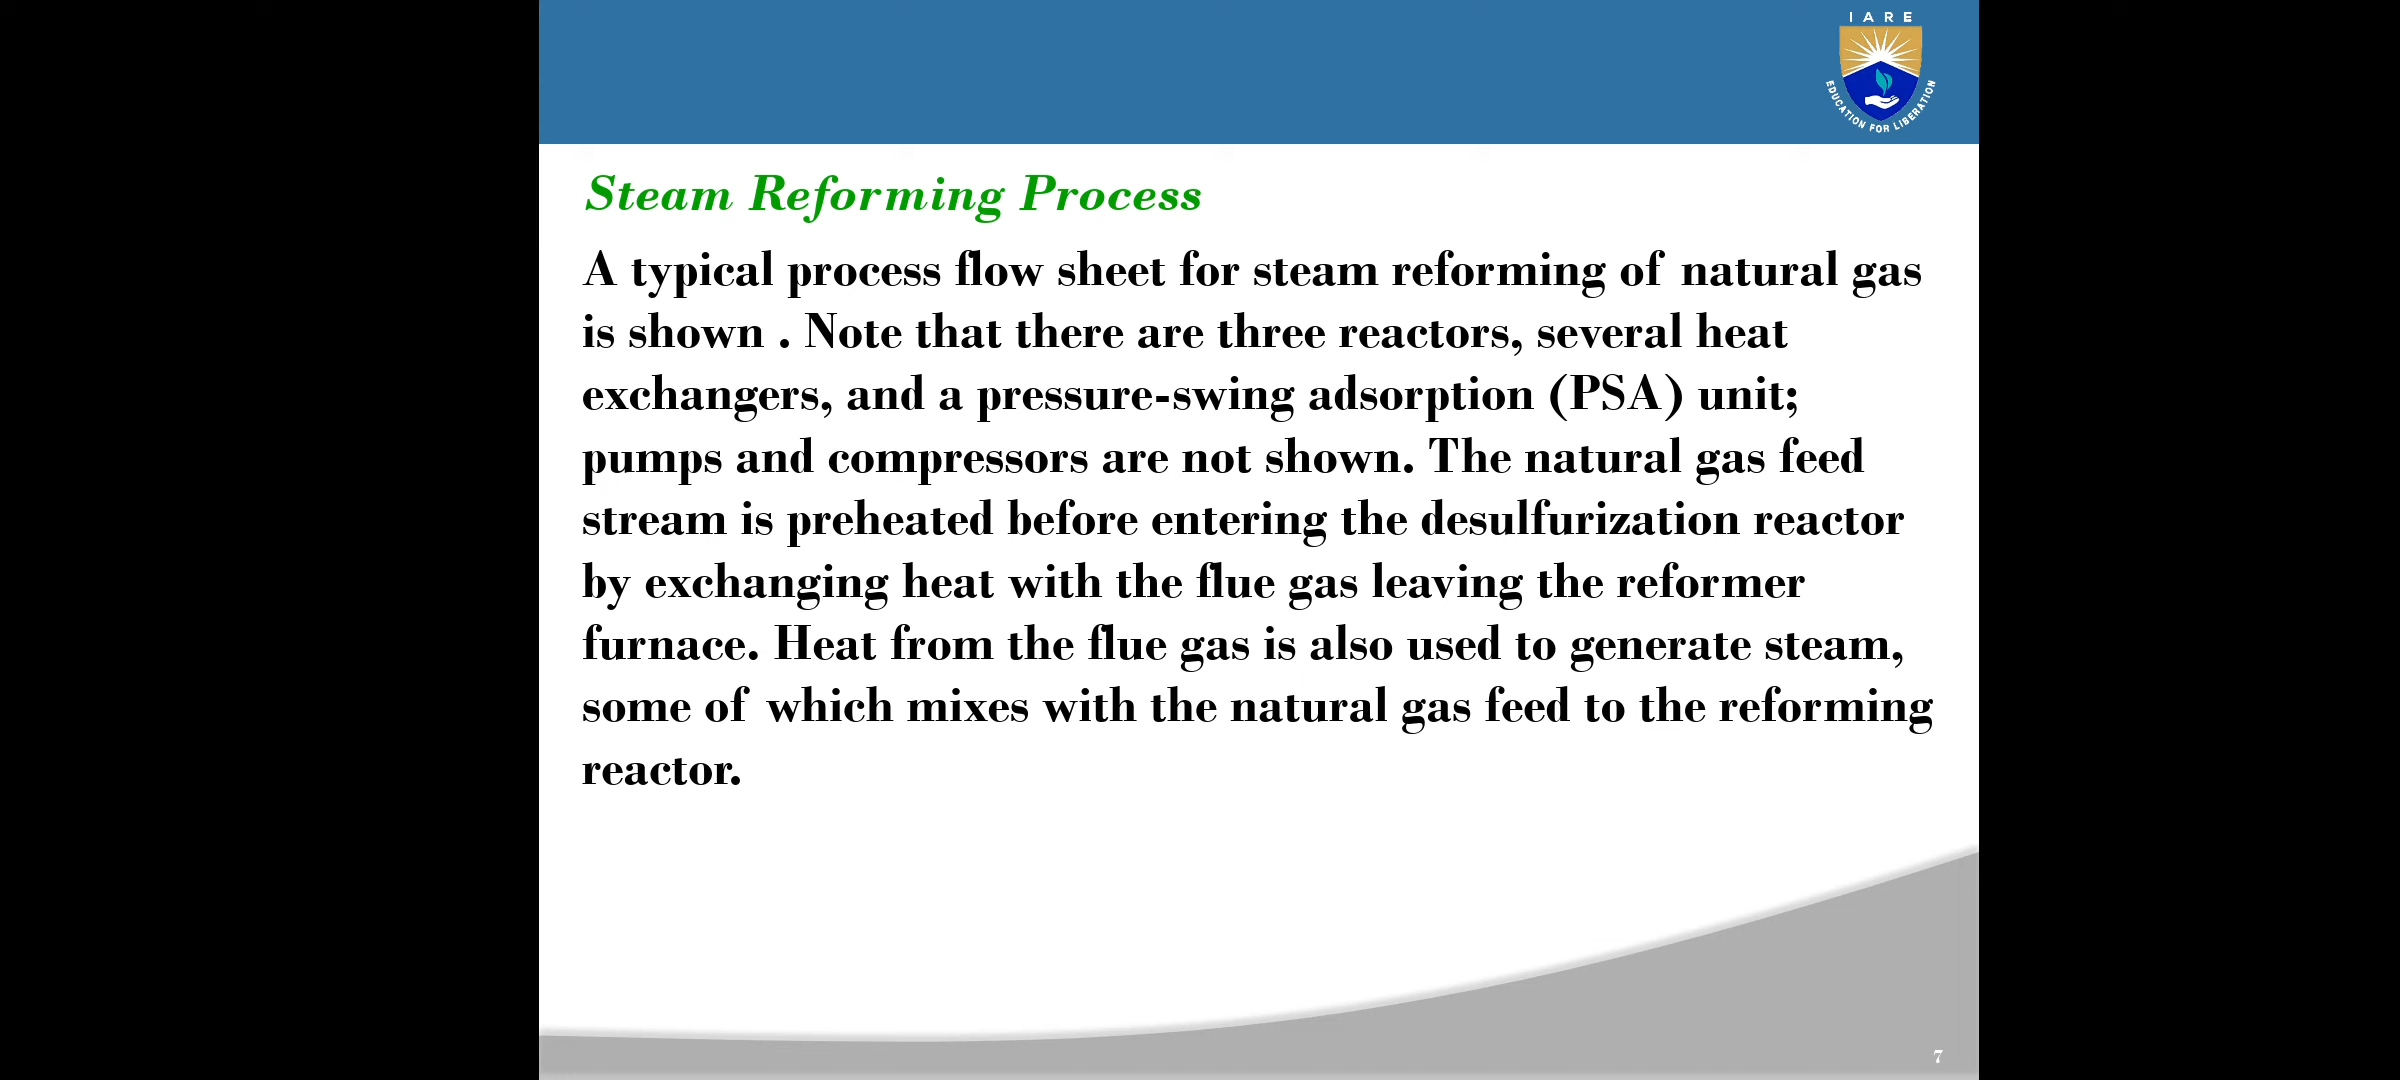 I A R E
EDUCATION FOR LIBERATION
Steam Reforming Process
A typical process flow sheet for steam reforming of natural gas
is shown . Note that there are three reactors, several heat
exchangers, and a pressure-swing adsorption (PSA) unit;
pumps and compressors are not shown. The natural gas feed
stream is preheated before entering the desulfurization reactor
by exchanging heat with the flue gas leaving the reformer
furnace. Heat from the flue gas is also used to generate steam,
some of which mixes with the natural gas feed to the reforming
reactor.
7